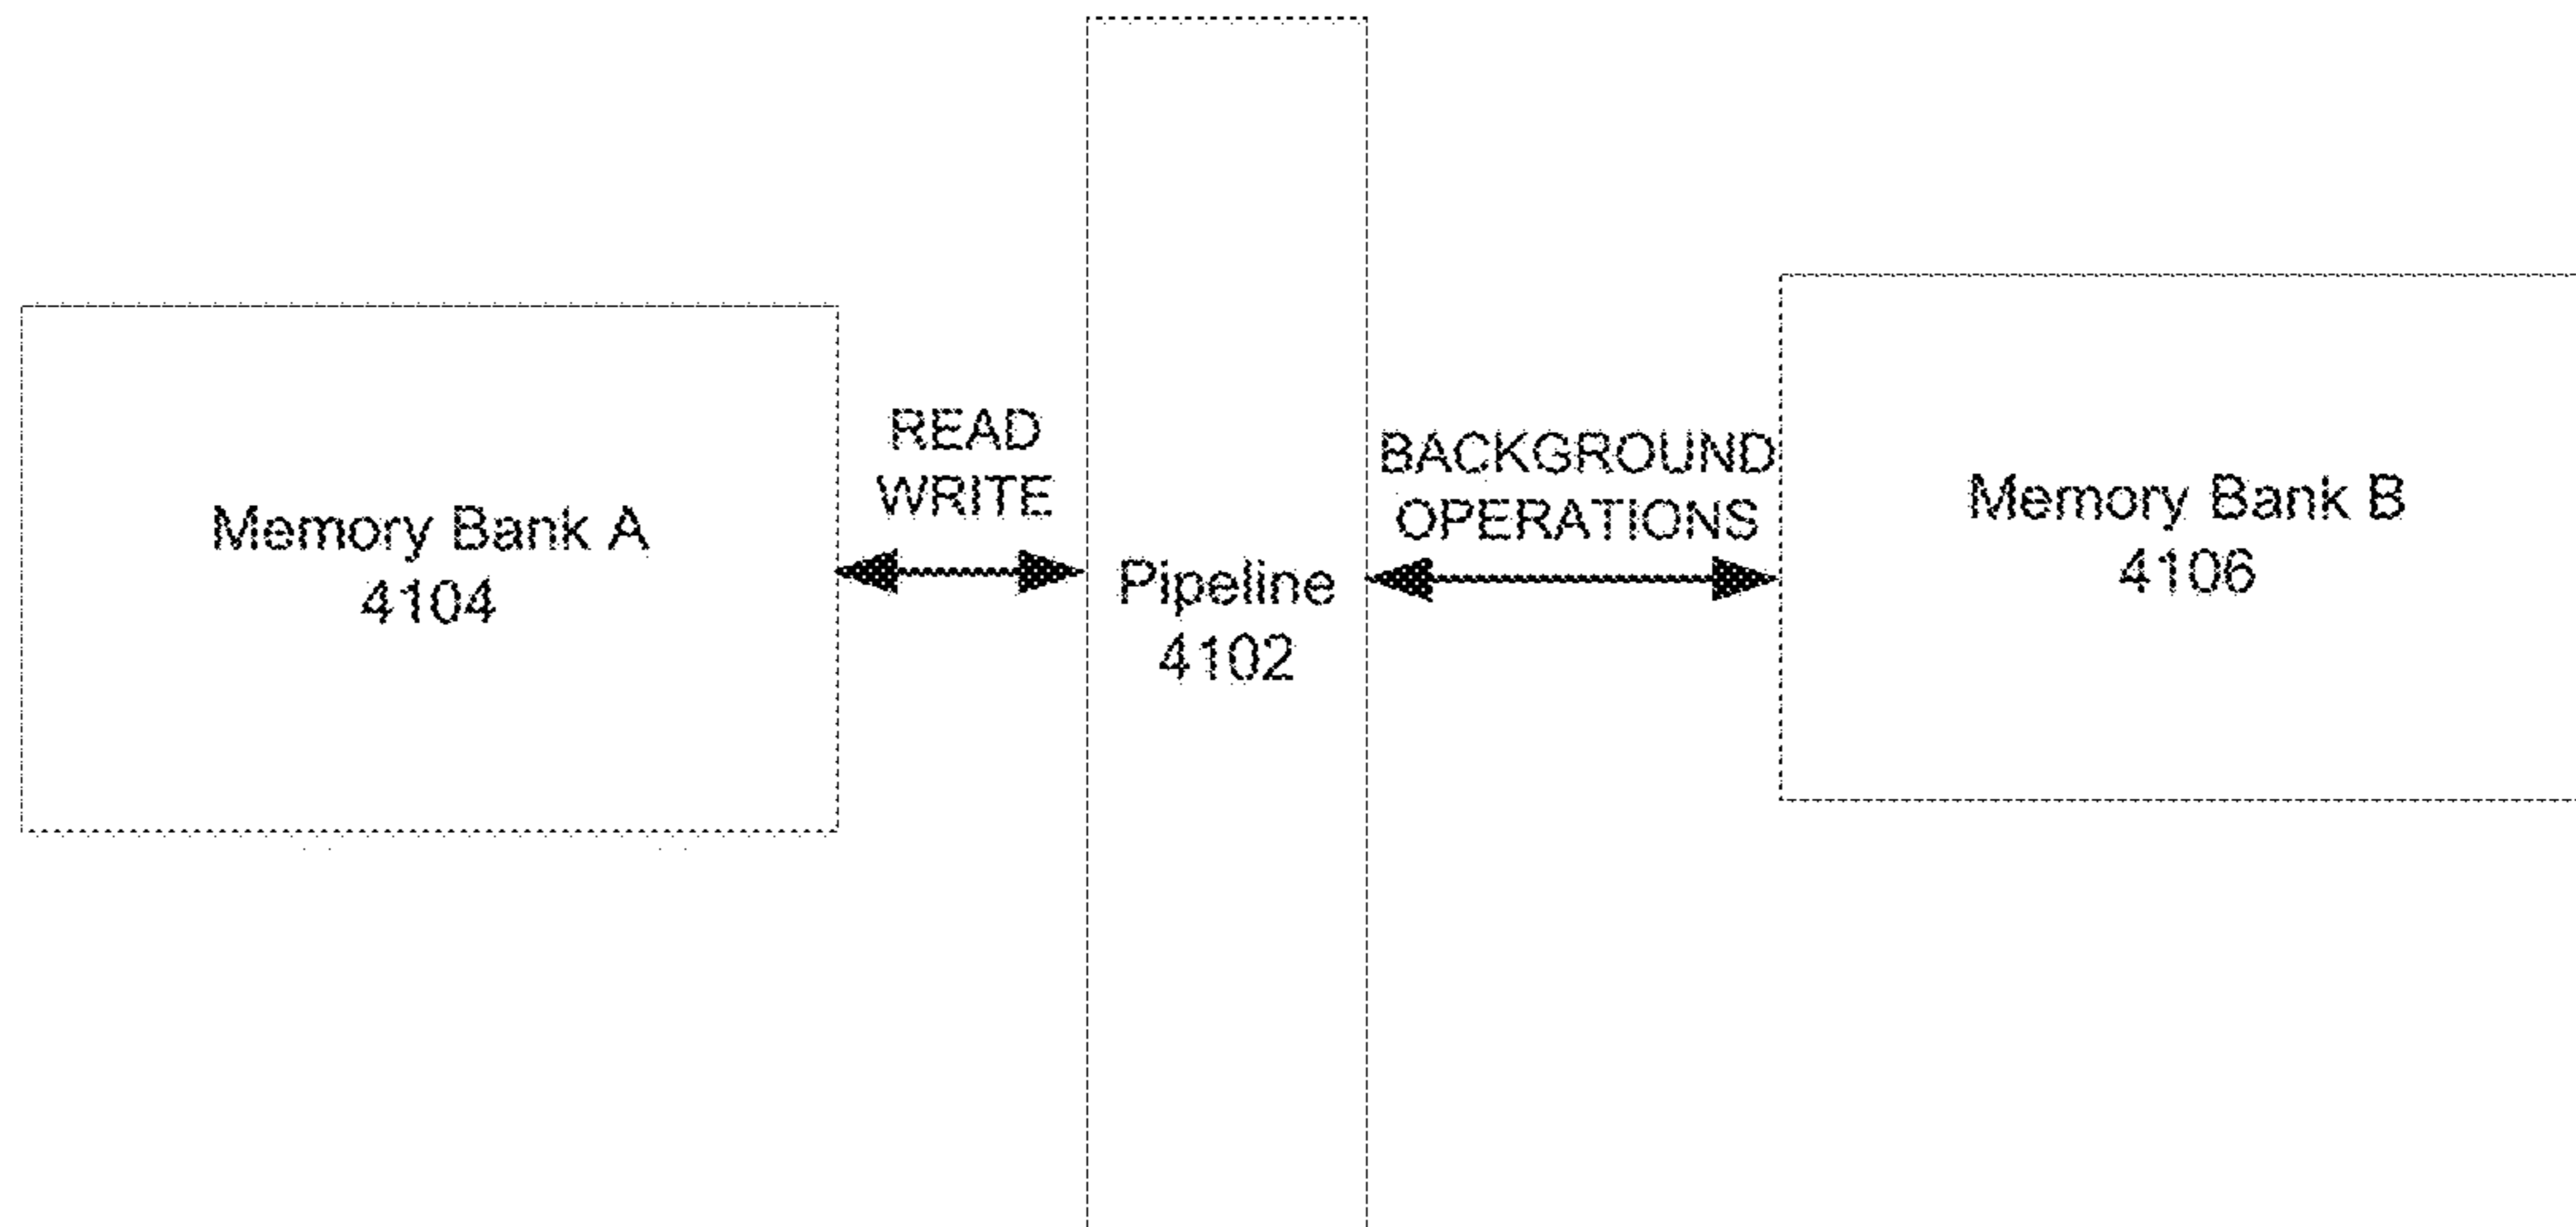 Memory Bank A
4104
READ
WRITE
Pipeline
4102
BACKGROUND
OPERATIONS
Memory Bank B
4106